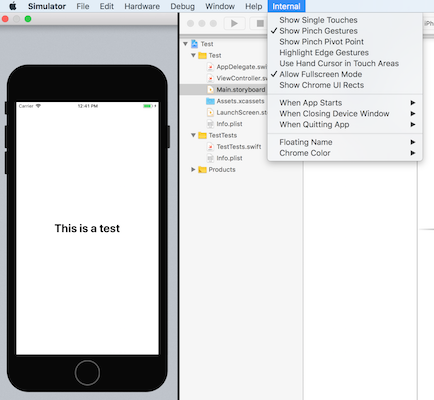 Simulator File Edit Hardware Debug Window Help Internal
Show Single Touches
Show Pinch Gestures
Show Pinch Pivot Point
Highlight Edge Gestures
Use Hand Cursor in Touch Areas
Allow Fullscreen Mode
Show Chrome UI Rects
When App Starts
When Closing Device Window
When Quitting App
Floating Name
Chrome Color
Test
Test
AppDelegate.swi
ViewController.sw
Main.storyboard
Assets.xcassets
LaunchScreen.st
Info.plist
TestTests
TestTests.swift
Info.plist
Products
Carrier 12:41 PM
This is a test